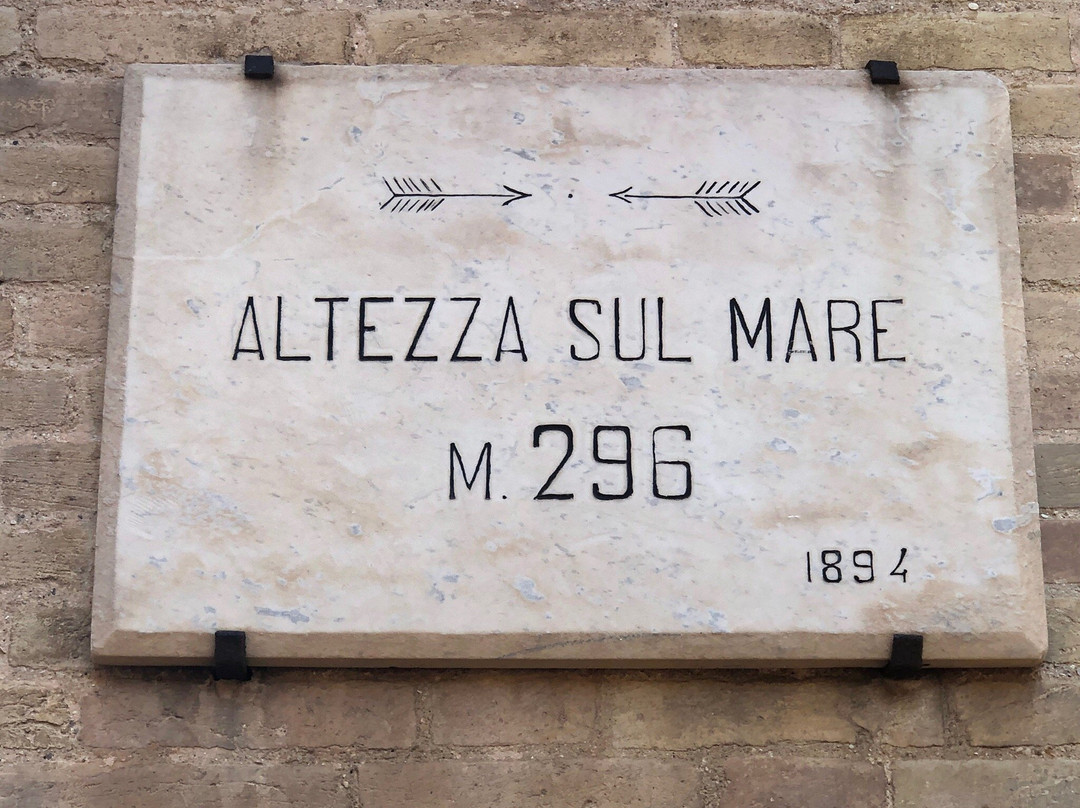 ALTEZZA SUL MARE
M. 296
1894